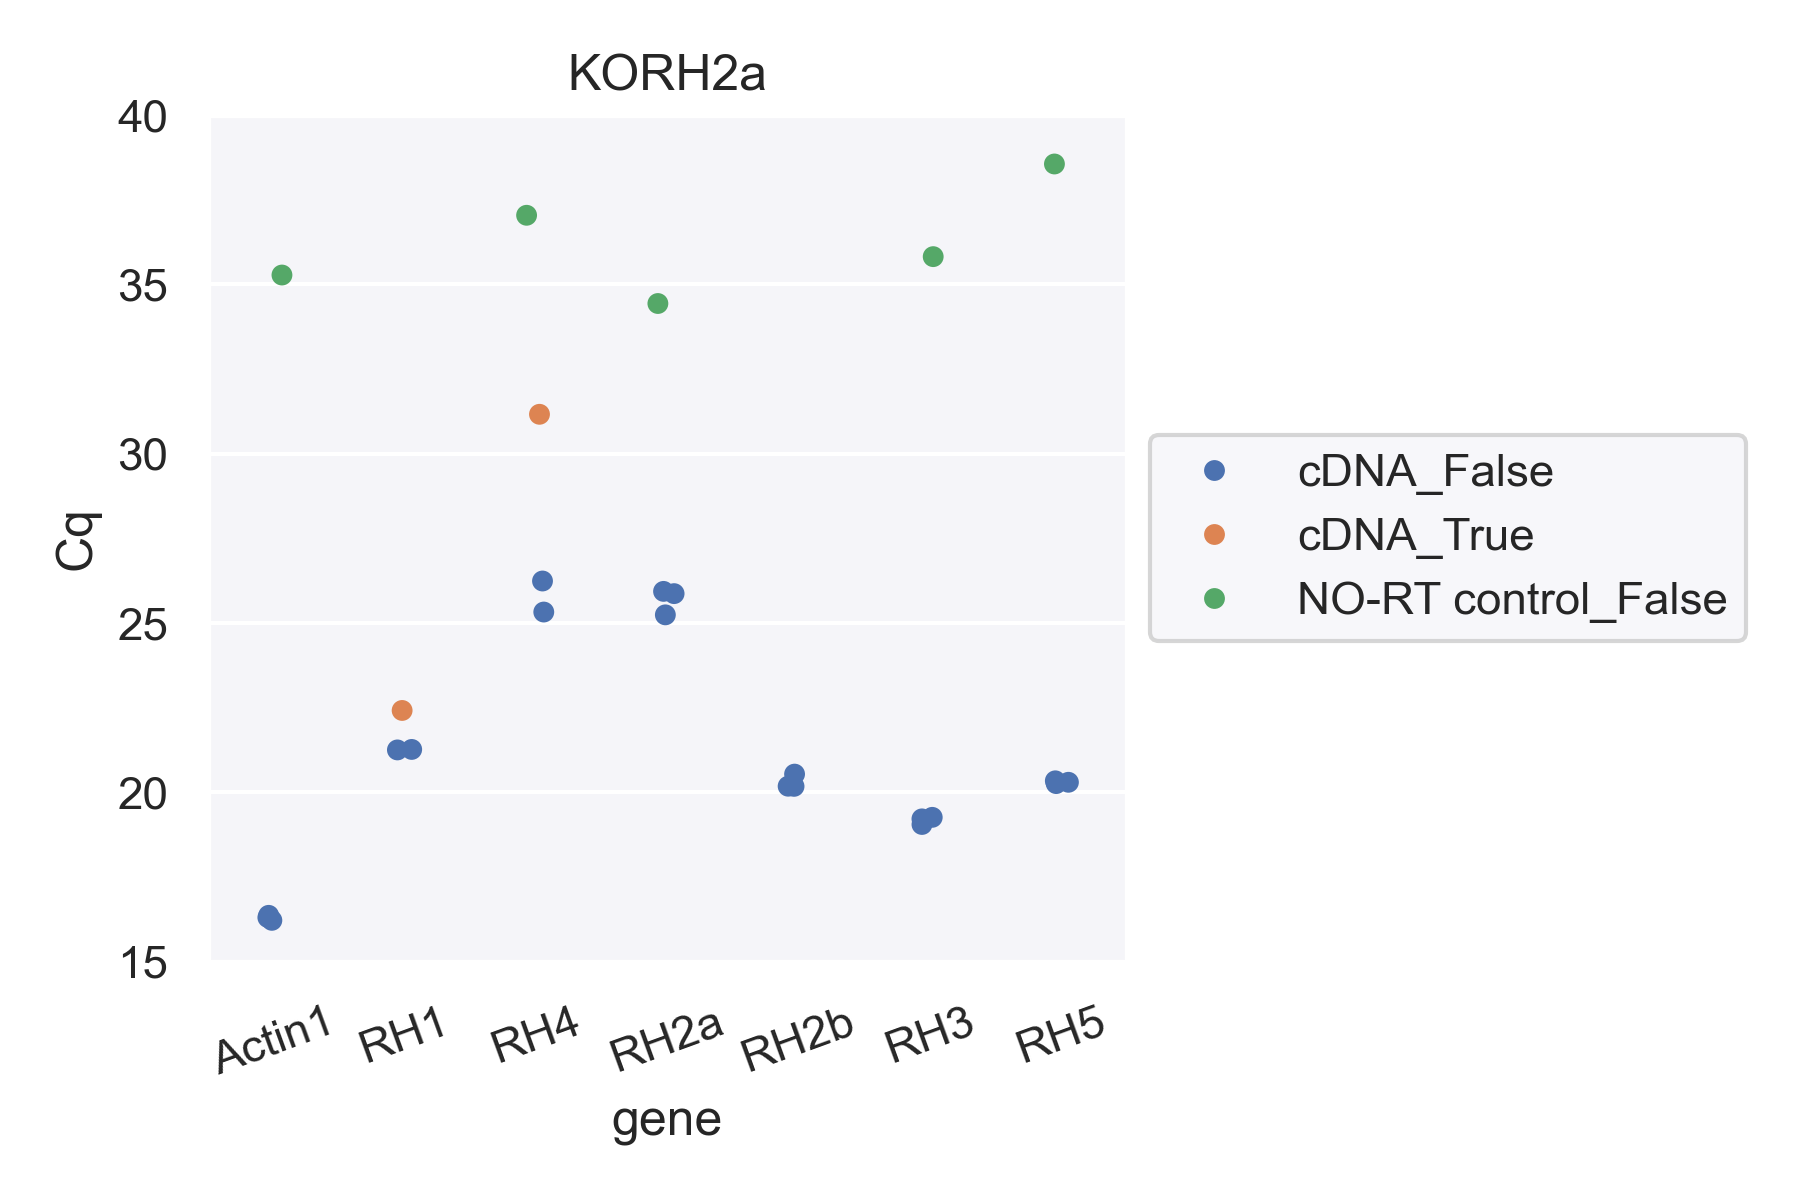 KORH2a
40
35
30
25
20
15
Cq
Actin1 RH1 RH4 RH2a RH2b RH3 RH5
gene
cDNA_False
cDNA_True
NO-RT control_False